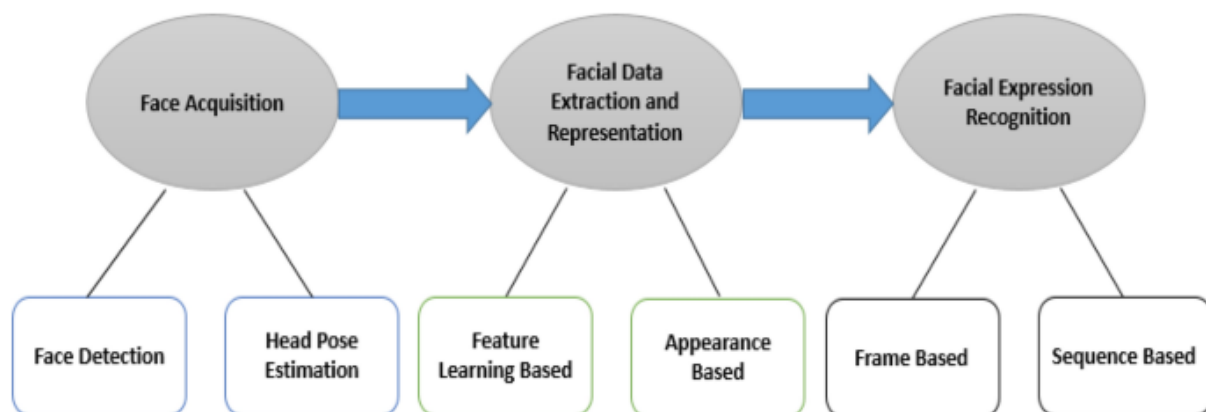 Face Acquisition
Facial Data
Extraction and
Representation
Facial Expression
Recognition
Face Detection
Head Pose
Estimation
Feature
Learning Based
Appearance
Based
Frame Based
Sequence Based